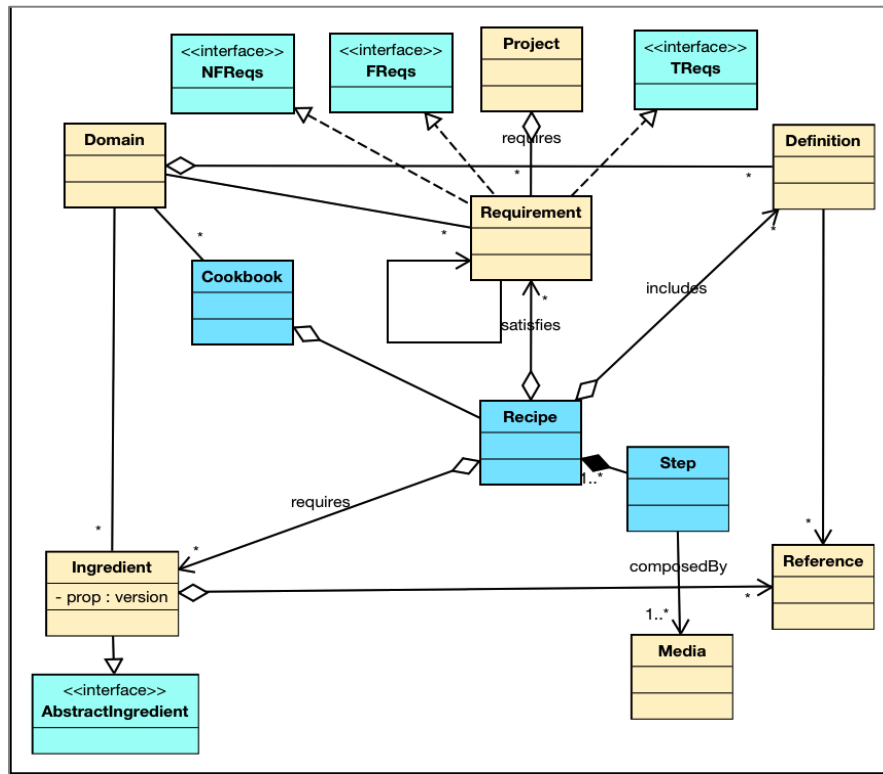 <<interface>>
NFReqs
<<interface>>
FReqs
Project
<<interface>>
TReqs
requires
Domain
Definition
*
*
Requirement
*
*
*
Cookbook
*
includes
satisfies
Recipe
Step
1..*
requires
*
*
*
Ingredient
composedBy
Reference
- prop : version
*
1..*
Media
<<interface>>
AbstractIngredient